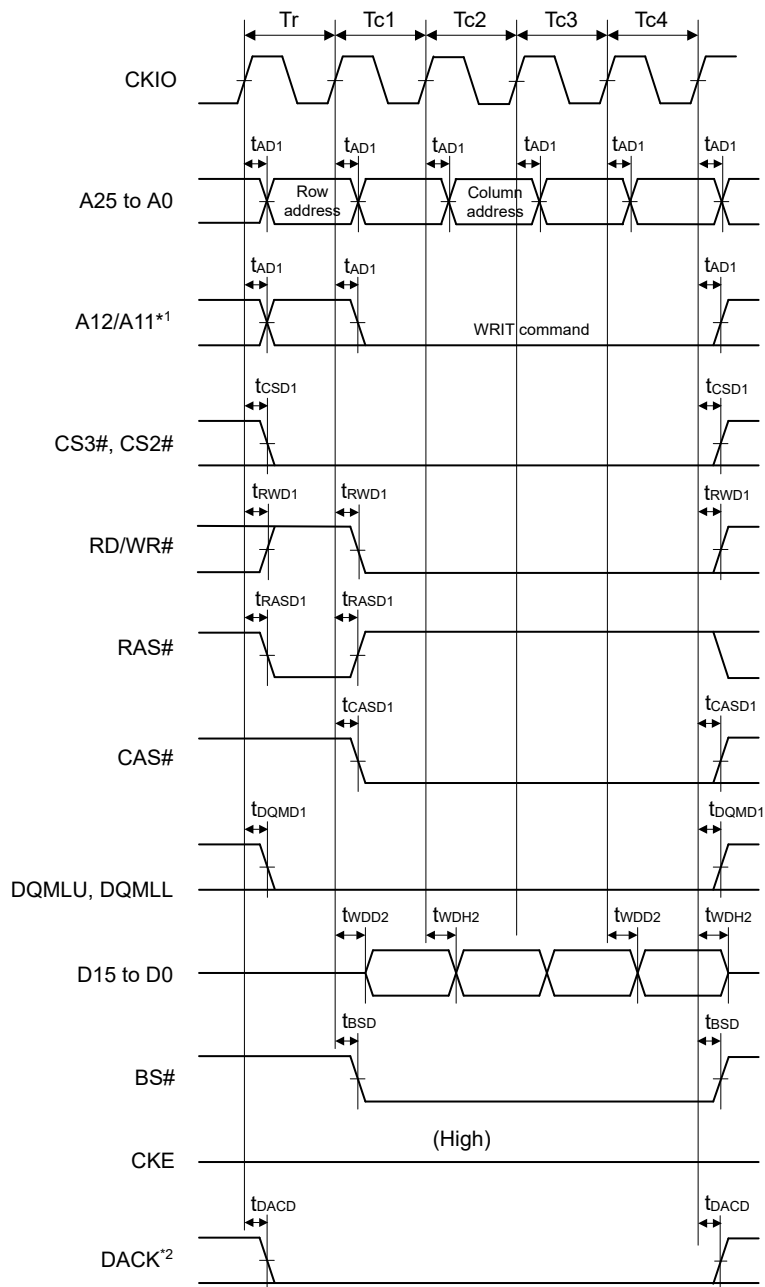 Tr Tc1 Tc2 Tc3 Tc4
CKIO
tAD1 tAD1 tAD1 tAD1 tAD1 tAD1
A25 to A0
Row address
Column address
tAD1 tAD1 tAD1
A12/A11*1
WRIT command
tCSD1 tCSD1
CS3#, CS2#
tRWD1 tRWD1 tRWD1
RD/WR#
tRASD1 tRASD1
RAS#
tCASD1 tCASD1
CAS#
tDQMD1 tDQMD1
DQMLU, DQMLL
tWDD2 tWDH2 tWDD2 tWDH2
D15 to D0
tBSD tBSD
BS#
(High)
CKE
tDACD tDACD
DACK*2